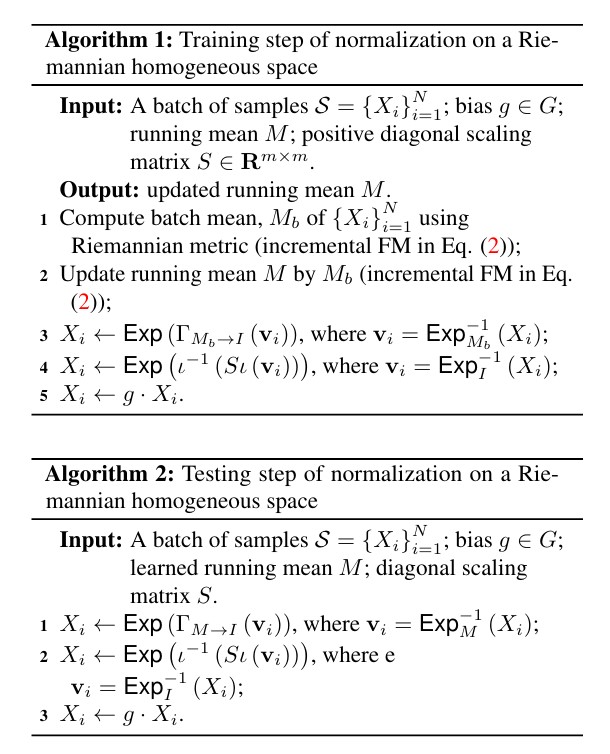 Algorithm 1: Training step of normalization on a Rie-
mannian homogeneous space
Input: A batch of samples $\mathcal{S} = \{X_i\}_{i=1}^{N}$; bias $g \in G$;
running mean $M$; positive diagonal scaling
matrix $S \in \mathbf{R}^{m \times m}$.
Output: updated running mean $M$.
1 Compute batch mean, $M_b$ of $\{X_i\}_{i=1}^{N}$ using
Riemannian metric (incremental FM in Eq. (2));
2 Update running mean $M$ by $M_b$ (incremental FM in Eq.
(2));
3 $X_i \leftarrow \mathsf{Exp}\left(\Gamma_{M_b \to I}\left(\mathbf{v}_i\right)\right)$, where $\mathbf{v}_i = \mathsf{Exp}_{M_b}^{-1}\left(X_i\right)$;
4 $X_i \leftarrow \mathsf{Exp}\left(\iota^{-1}\left(S\iota\left(\mathbf{v}_i\right)\right)\right)$, where $\mathbf{v}_i = \mathsf{Exp}_{I}^{-1}\left(X_i\right)$;
5 $X_i \leftarrow g \cdot X_i$.
Algorithm 2: Testing step of normalization on a Rie-
mannian homogeneous space
Input: A batch of samples $\mathcal{S} = \{X_i\}_{i=1}^{N}$; bias $g \in G$;
learned running mean $M$; diagonal scaling
matrix $S$.
1 $X_i \leftarrow \mathsf{Exp}\left(\Gamma_{M \to I}\left(\mathbf{v}_i\right)\right)$, where $\mathbf{v}_i = \mathsf{Exp}_{M}^{-1}\left(X_i\right)$;
2 $X_i \leftarrow \mathsf{Exp}\left(\iota^{-1}\left(S\iota\left(\mathbf{v}_i\right)\right)\right)$, where e
$\mathbf{v}_i = \mathsf{Exp}_{I}^{-1}\left(X_i\right)$;
3 $X_i \leftarrow g \cdot X_i$.